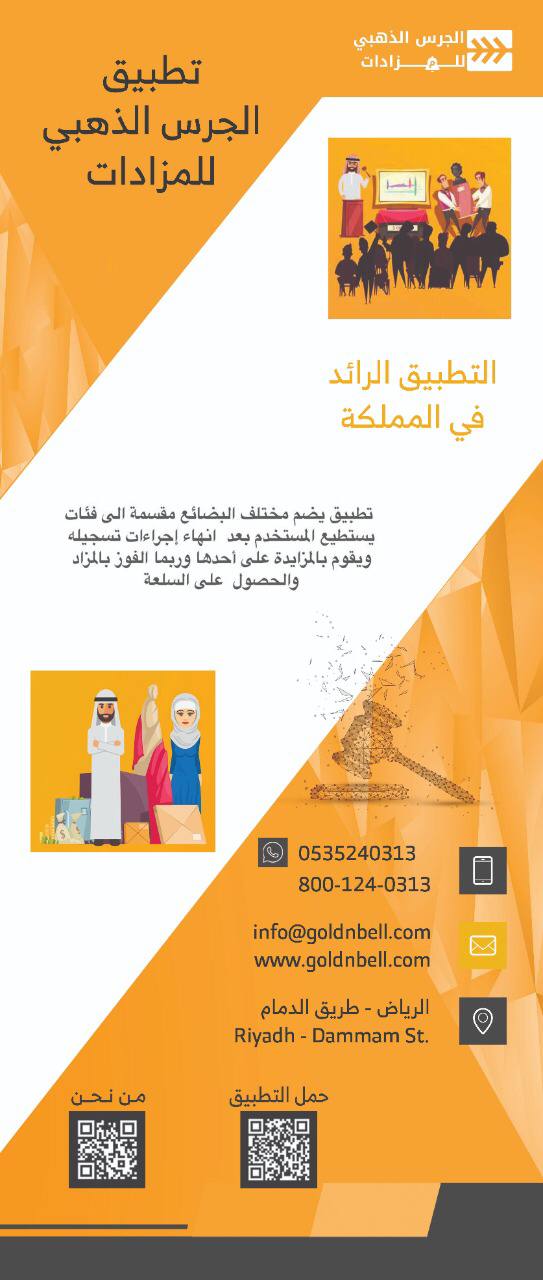 الجرس الذهبي
للمزادات
تطبيق
الجرس الذهبي
للمزادات
التطبيق الرائد
في المملكة
تطبيق يضم مختلف البضائع مقسمة الى فئات
يستطيع المستخدم بعد انهاء إجراءات تسجيله
ويقوم بالمزايدة على أحدها وربما الفوز بالمزاد
والحصول على السلعة
0535240313
800-124-0313
info@goldnbell.com
www.goldnbell.com
الرياض - طريق الدمام
Riyadh - Dammam St.
حمل التطبيق
من نحن